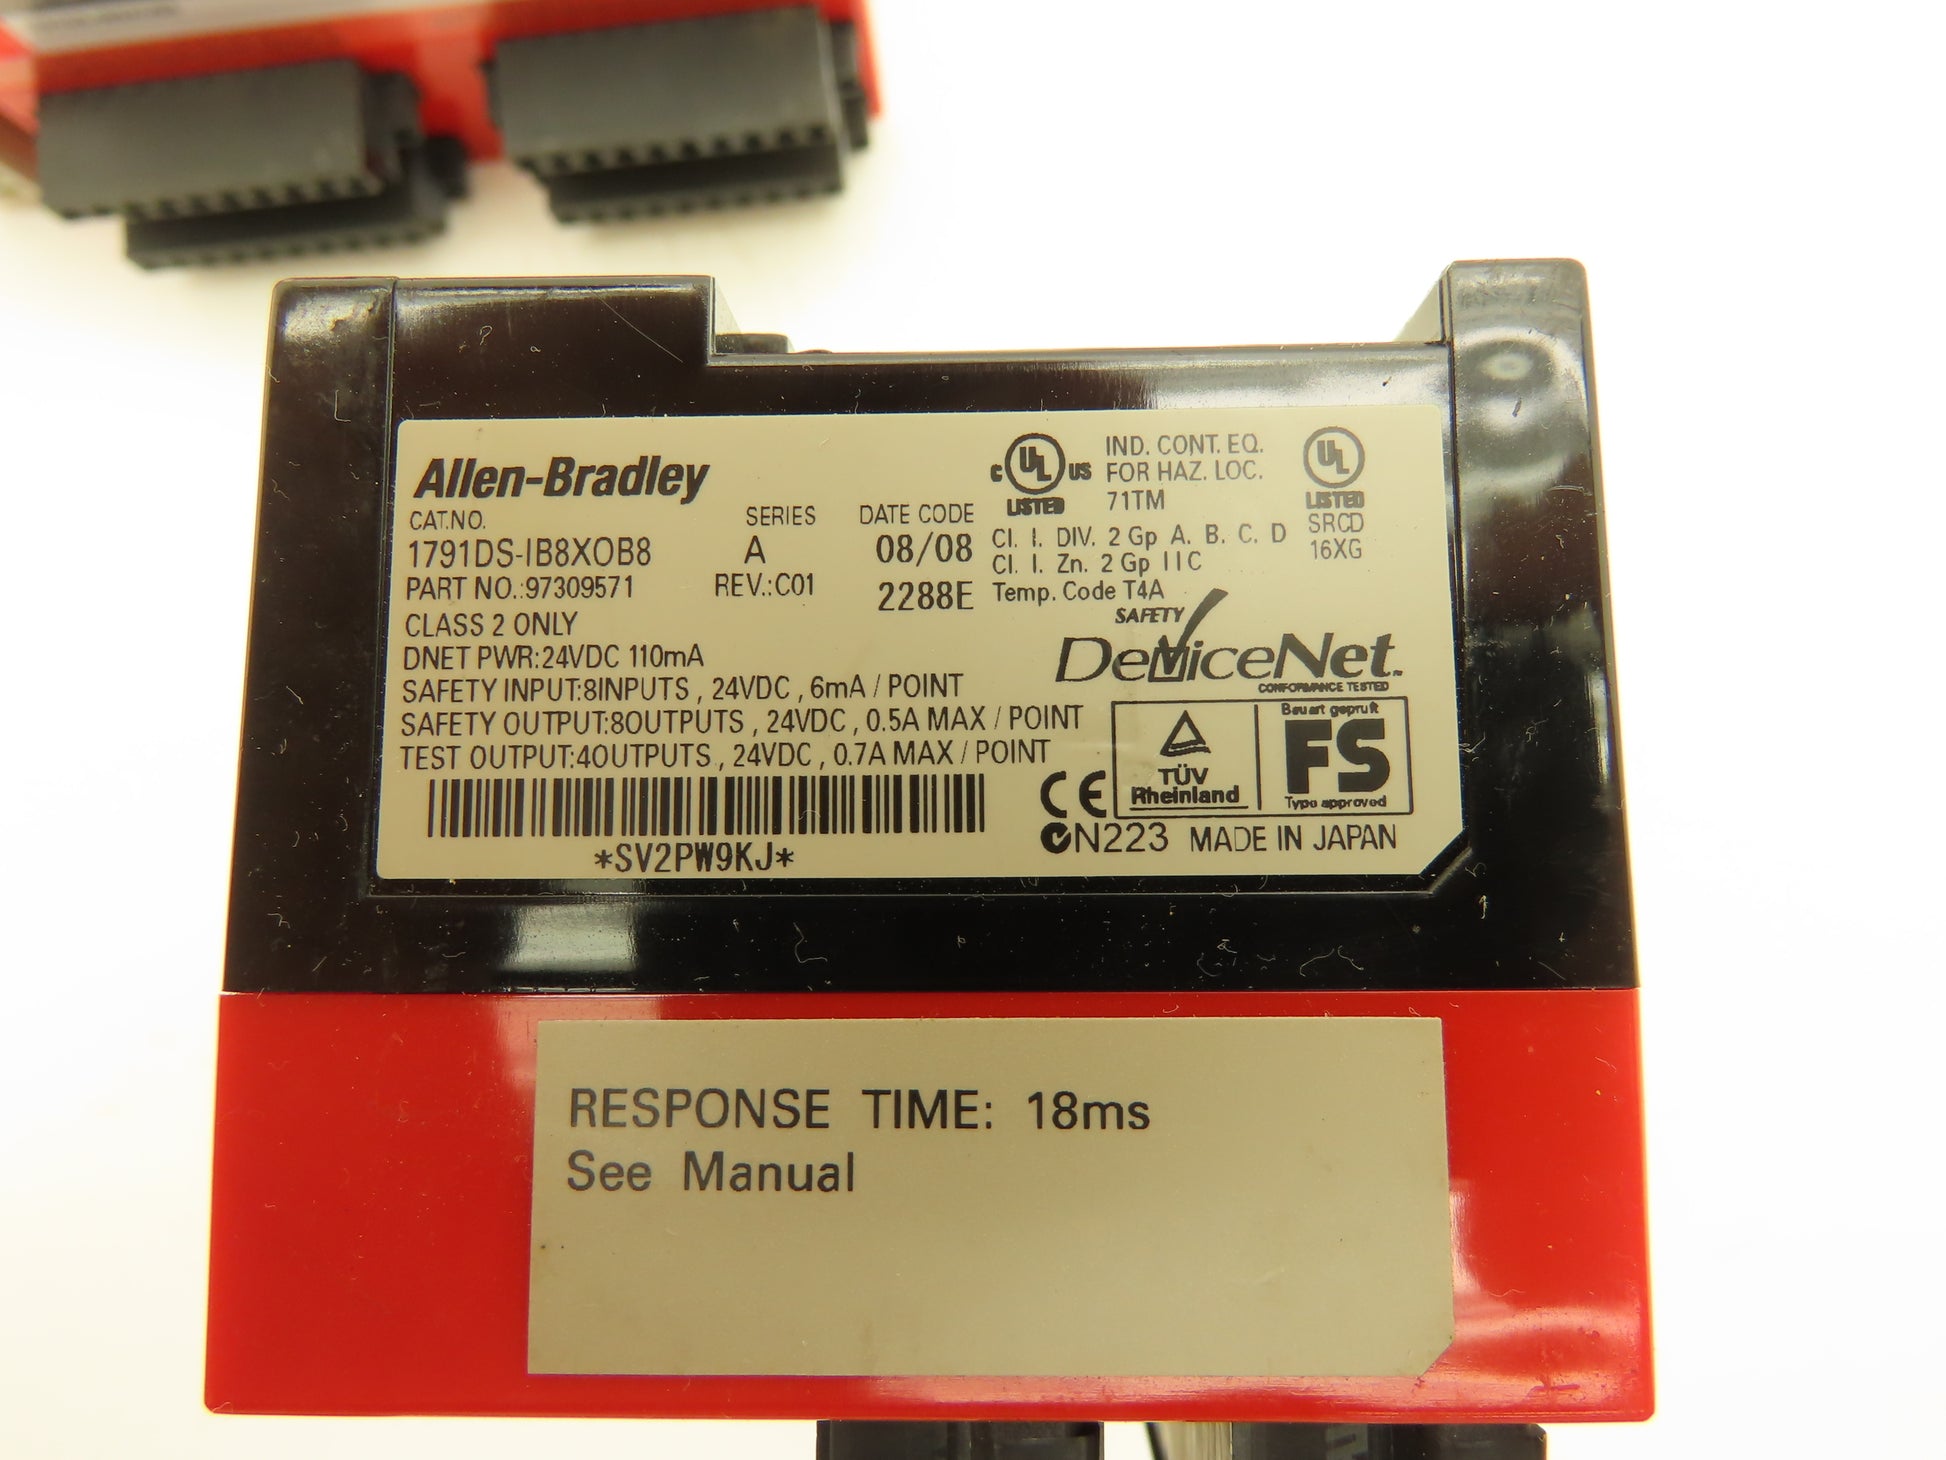 Allen-Bradley
CAT.NO. SERIES DATE CODE
1791DS-IB8XOB8 A 08/08
PART NO.:97309571 REV.:C01 2288E
CLASS 2 ONLY
DNET PWR:24VDC 110mA
SAFETY INPUT:8INPUTS , 24VDC , 6mA / POINT
SAFETY OUTPUT:8OUTPUTS , 24VDC , 0.5A MAX / POINT
TEST OUTPUT:4OUTPUTS , 24VDC , 0.7A MAX / POINT
*SV2PW9KJ*
C UL US
LISTED
IND. CONT. EQ.
FOR HAZ. LOC.
71TM
UL
LISTED
SRCD
16XG
Cl. I. DIV. 2 Gp A. B. C. D
Cl. I. Zn. 2 Gp IIC
Temp. Code T4A
SAFETY
DeviceNet™
CONFORMANCE TESTED
TÜV
Rheinland
Bauart geprüft
FS
Type approved
CE
N223 MADE IN JAPAN
RESPONSE TIME: 18ms
See Manual